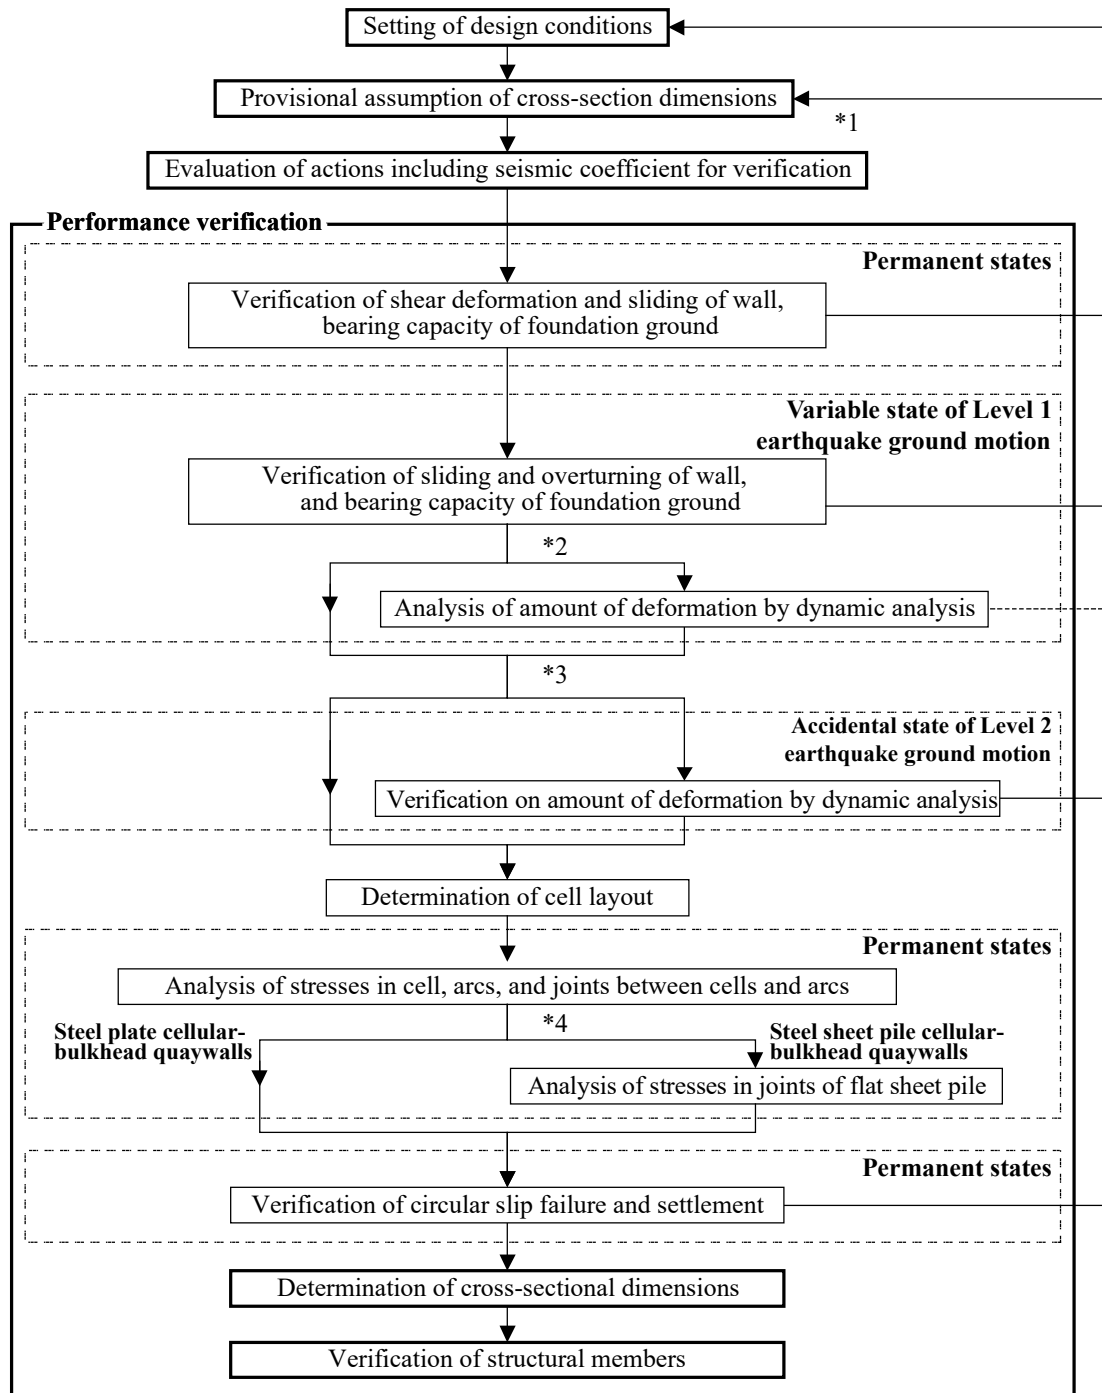 Setting of design conditions
Provisional assumption of cross-section dimensions
*1
Evaluation of actions including seismic coefficient for verification
Performance verification
Permanent states
Verification of shear deformation and sliding of wall,
bearing capacity of foundation ground
Variable state of Level 1
earthquake ground motion
Verification of sliding and overturning of wall,
and bearing capacity of foundation ground
*2
Analysis of amount of deformation by dynamic analysis
*3
Accidental state of Level 2
earthquake ground motion
Verification on amount of deformation by dynamic analysis
Determination of cell layout
Permanent states
Analysis of stresses in cell, arcs, and joints between cells and arcs
*4
Steel plate cellular-
bulkhead quaywalls
Steel sheet pile cellular-
bulkhead quaywalls
Analysis of stresses in joints of flat sheet pile
Permanent states
Verification of circular slip failure and settlement
Determination of cross-sectional dimensions
Verification of structural members